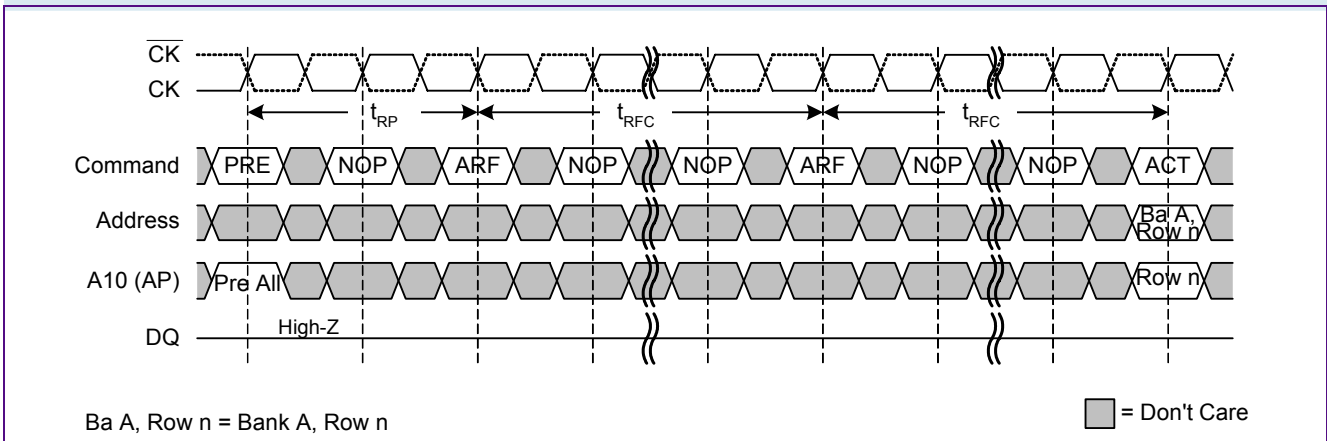 CK
CK
tRP
tRFC
tRFC
Command
PRE
NOP
ARF
NOP
NOP
ARF
NOP
NOP
ACT
Address
Ba A,
Row n
A10 (AP)
Pre All
Row n
DQ
High-Z
Ba A, Row n = Bank A, Row n
= Don't Care